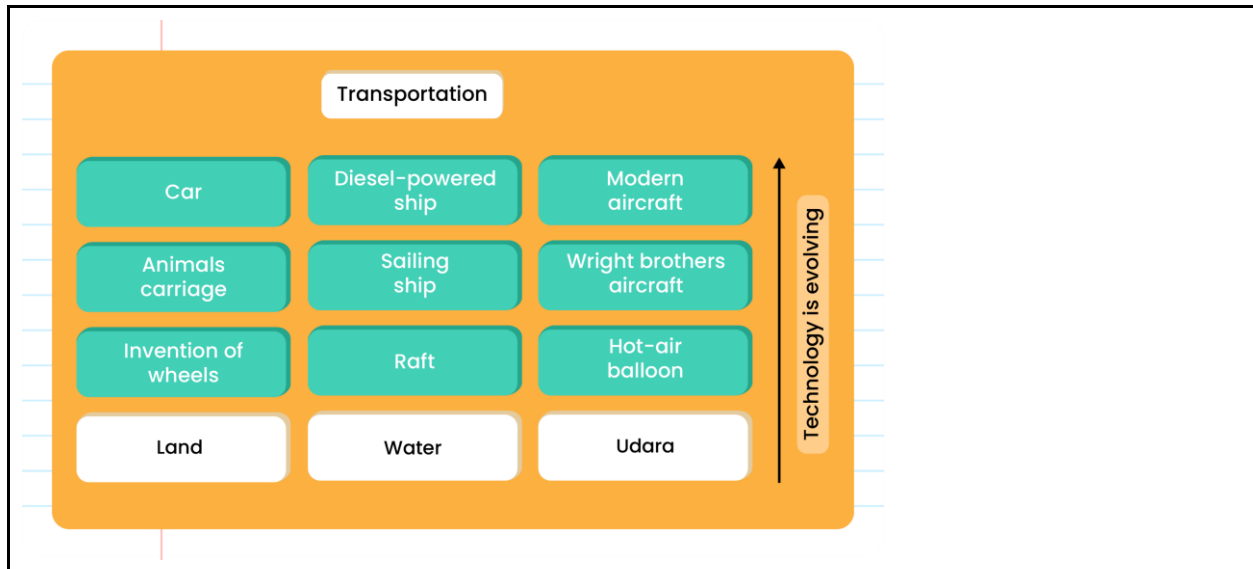 Transportation
Car
Diesel-powered
ship
Modern
aircraft
Animals
carriage
Sailing
ship
Wright brothers
aircraft
Invention of
wheels
Raft
Hot-air
balloon
Land
Water
Udara
Technology is evolving